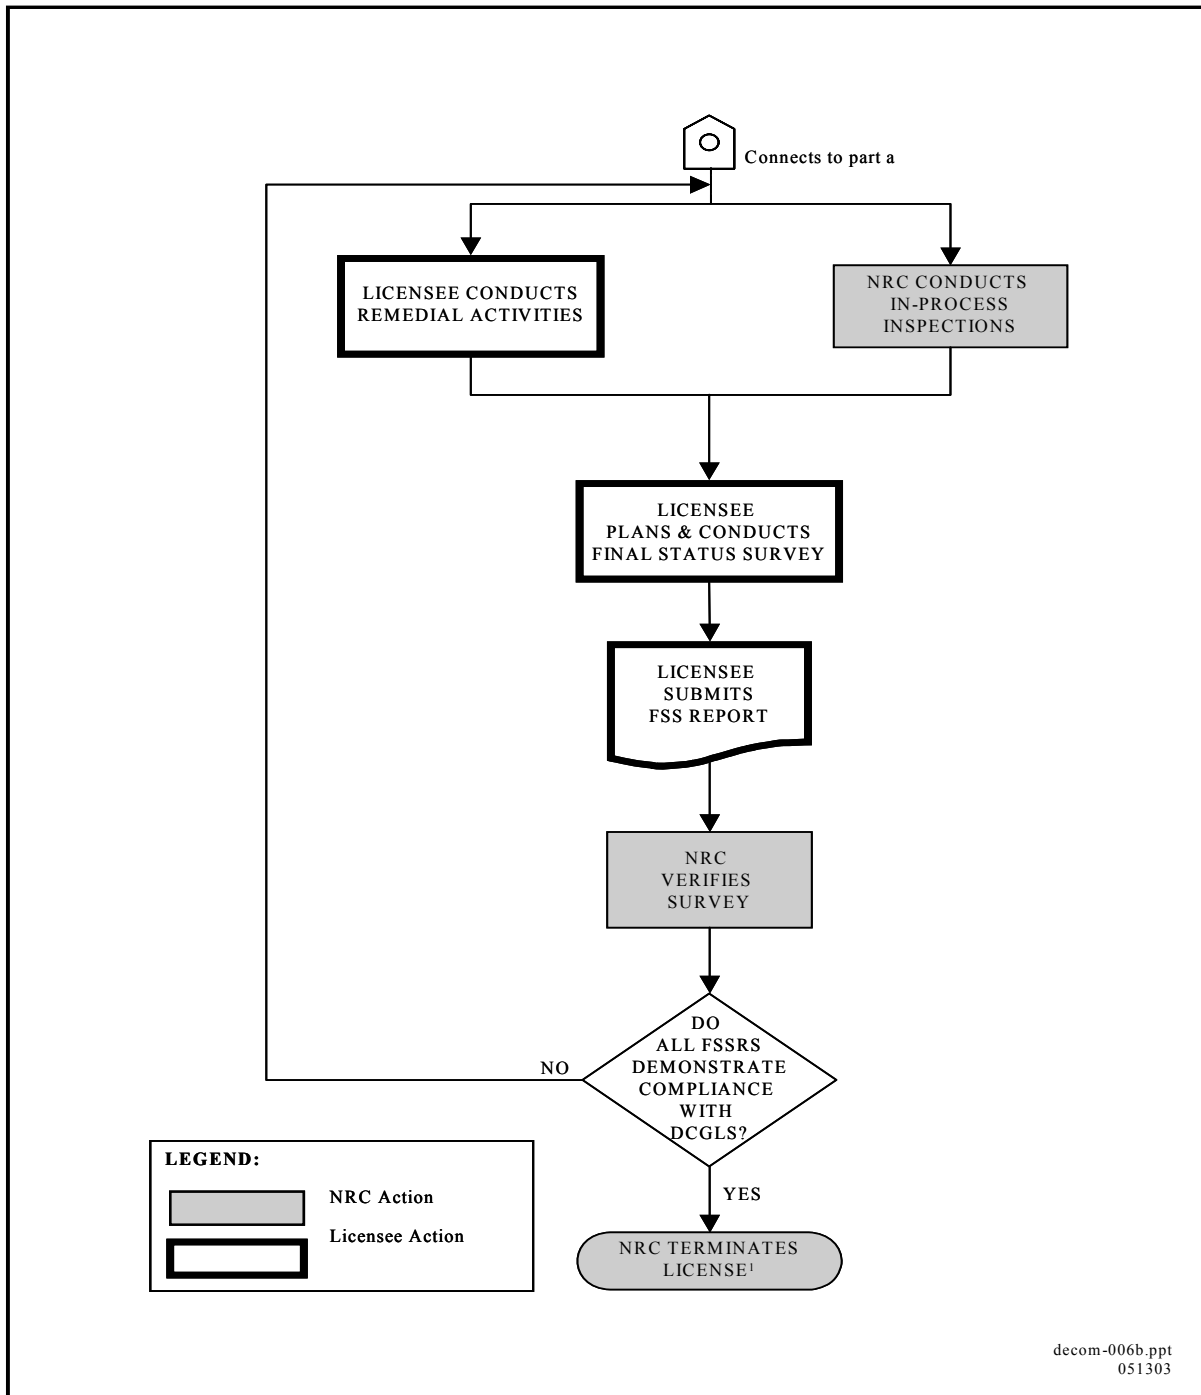 Connects to part a
LICENSEE CONDUCTS
REMEDIAL ACTIVITIES
NRC CONDUCTS
IN-PROCESS
INSPECTIONS
LICENSEE
PLANS & CONDUCTS
FINAL STATUS SURVEY
LICENSEE
SUBMITS
FSS REPORT
NRC
VERIFIES
SURVEY
DO
ALL FSSRS
DEMONSTRATE
COMPLIANCE
WITH
DCGLS?
NO
YES
NRC TERMINATES
LICENSE¹
LEGEND:
NRC Action
Licensee Action
decom-006b.ppt
051303